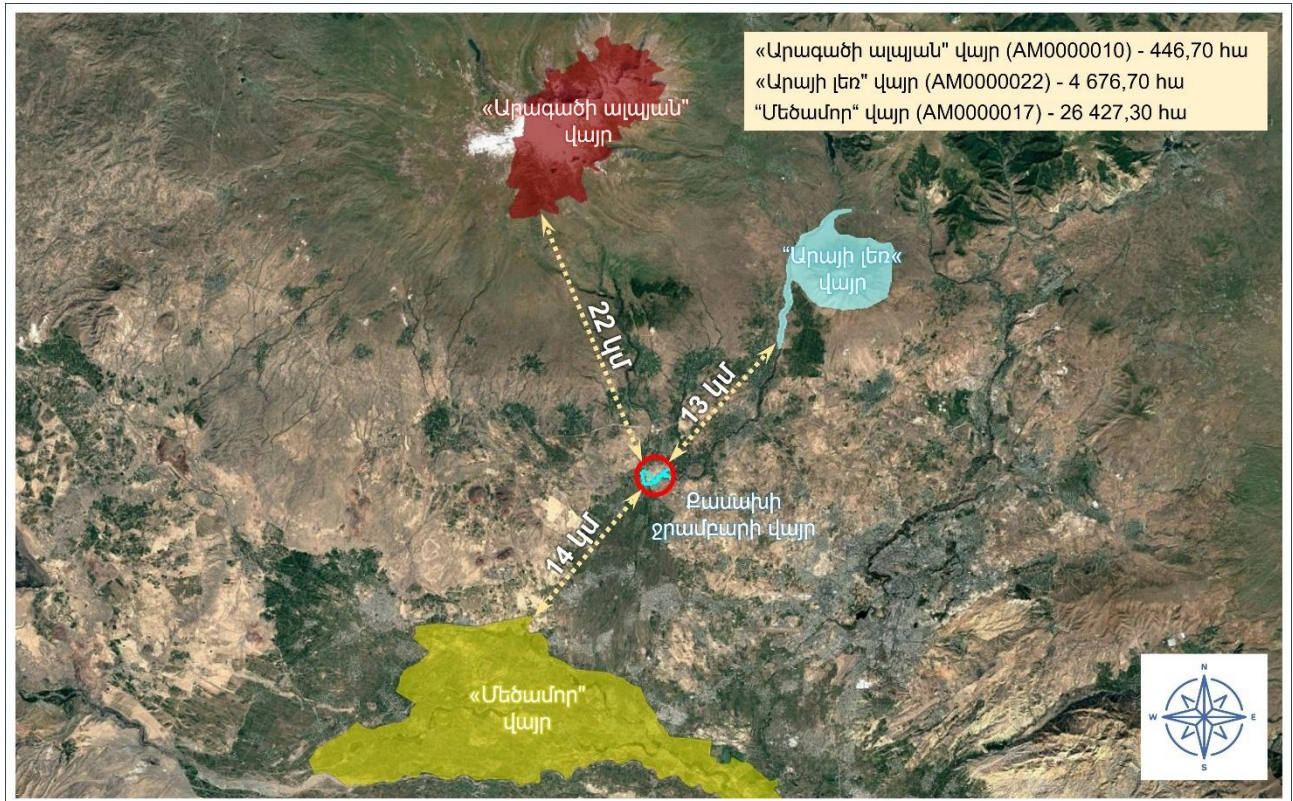 «Արագածի ալպյան" վայր (AM0000010) - 446,70 հա
«Արայի լեռ" վայր (AM0000022) - 4 676,70 հա
“Մեծամոր“ վայր (AM0000017) - 26 427,30 հա
«Արագածի ալպյան"
վայր
“Արայի լեռ«
վայր
22 կմ
13 կմ
Քասախի
ջրամբարի վայր
14 կմ
«Մեծամոր"
վայր
N
W E
S